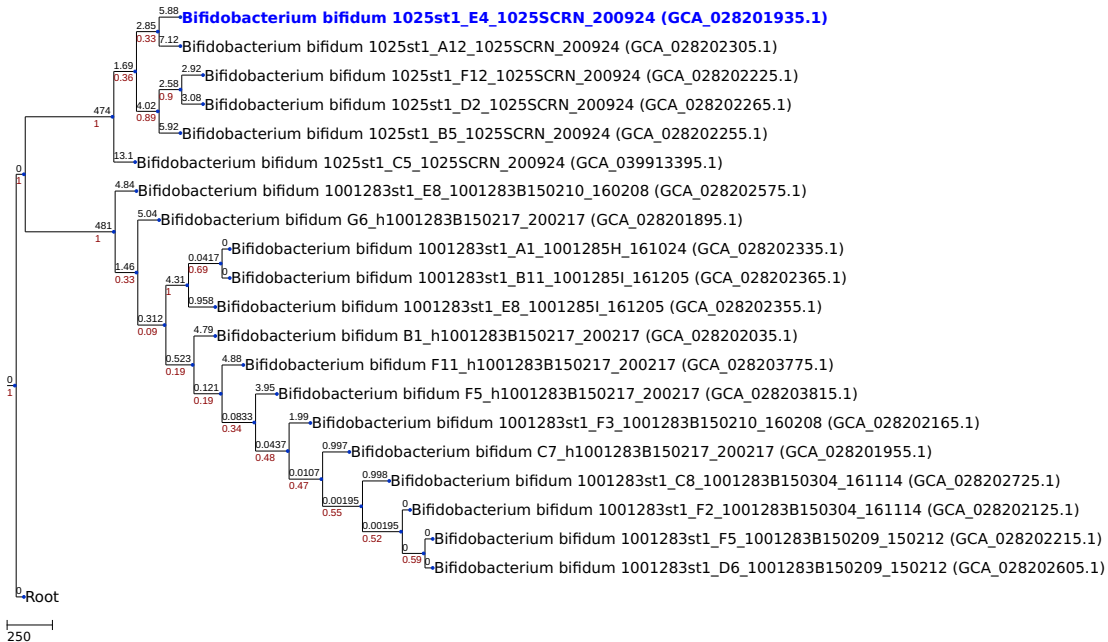 5.88
Bifidobacterium bifidum 1025st1_E4_1025SCRN_200924 (GCA_028201935.1)
2.85
0.33
7.12
Bifidobacterium bifidum 1025st1_A12_1025SCRN_200924 (GCA_028202305.1)
1.69
0.36
2.92
Bifidobacterium bifidum 1025st1_F12_1025SCRN_200924 (GCA_028202225.1)
2.58
0.9
3.08
Bifidobacterium bifidum 1025st1_D2_1025SCRN_200924 (GCA_028202265.1)
4.02
0.89
474
1
5.92
Bifidobacterium bifidum 1025st1_B5_1025SCRN_200924 (GCA_028202255.1)
13.1
Bifidobacterium bifidum 1025st1_C5_1025SCRN_200924 (GCA_039913395.1)
0
1
4.84
Bifidobacterium bifidum 1001283st1_E8_1001283B150210_160208 (GCA_028202575.1)
5.04
Bifidobacterium bifidum G6_h1001283B150217_200217 (GCA_028201895.1)
481
1
0
Bifidobacterium bifidum 1001283st1_A1_1001285H_161024 (GCA_028202335.1)
0.0417
0.69
1.46
0.33
0
Bifidobacterium bifidum 1001283st1_B11_1001285I_161205 (GCA_028202365.1)
4.31
1
0.958
Bifidobacterium bifidum 1001283st1_E8_1001285I_161205 (GCA_028202355.1)
0.312
0.09
4.79
Bifidobacterium bifidum B1_h1001283B150217_200217 (GCA_028202035.1)
0.523
0.19
4.88
Bifidobacterium bifidum F11_h1001283B150217_200217 (GCA_028203775.1)
0
1
0.121
0.19
3.95
Bifidobacterium bifidum F5_h1001283B150217_200217 (GCA_028203815.1)
0.0833
0.34
1.99
Bifidobacterium bifidum 1001283st1_F3_1001283B150210_160208 (GCA_028202165.1)
0.0437
0.48
0.997
Bifidobacterium bifidum C7_h1001283B150217_200217 (GCA_028201955.1)
0.0107
0.47
0.998
Bifidobacterium bifidum 1001283st1_C8_1001283B150304_161114 (GCA_028202725.1)
0.00195
0.55
0
Bifidobacterium bifidum 1001283st1_F2_1001283B150304_161114 (GCA_028202125.1)
0.00195
0.52
0
Bifidobacterium bifidum 1001283st1_F5_1001283B150209_150212 (GCA_028202215.1)
0
0.59
0
Bifidobacterium bifidum 1001283st1_D6_1001283B150209_150212 (GCA_028202605.1)
0
Root
250